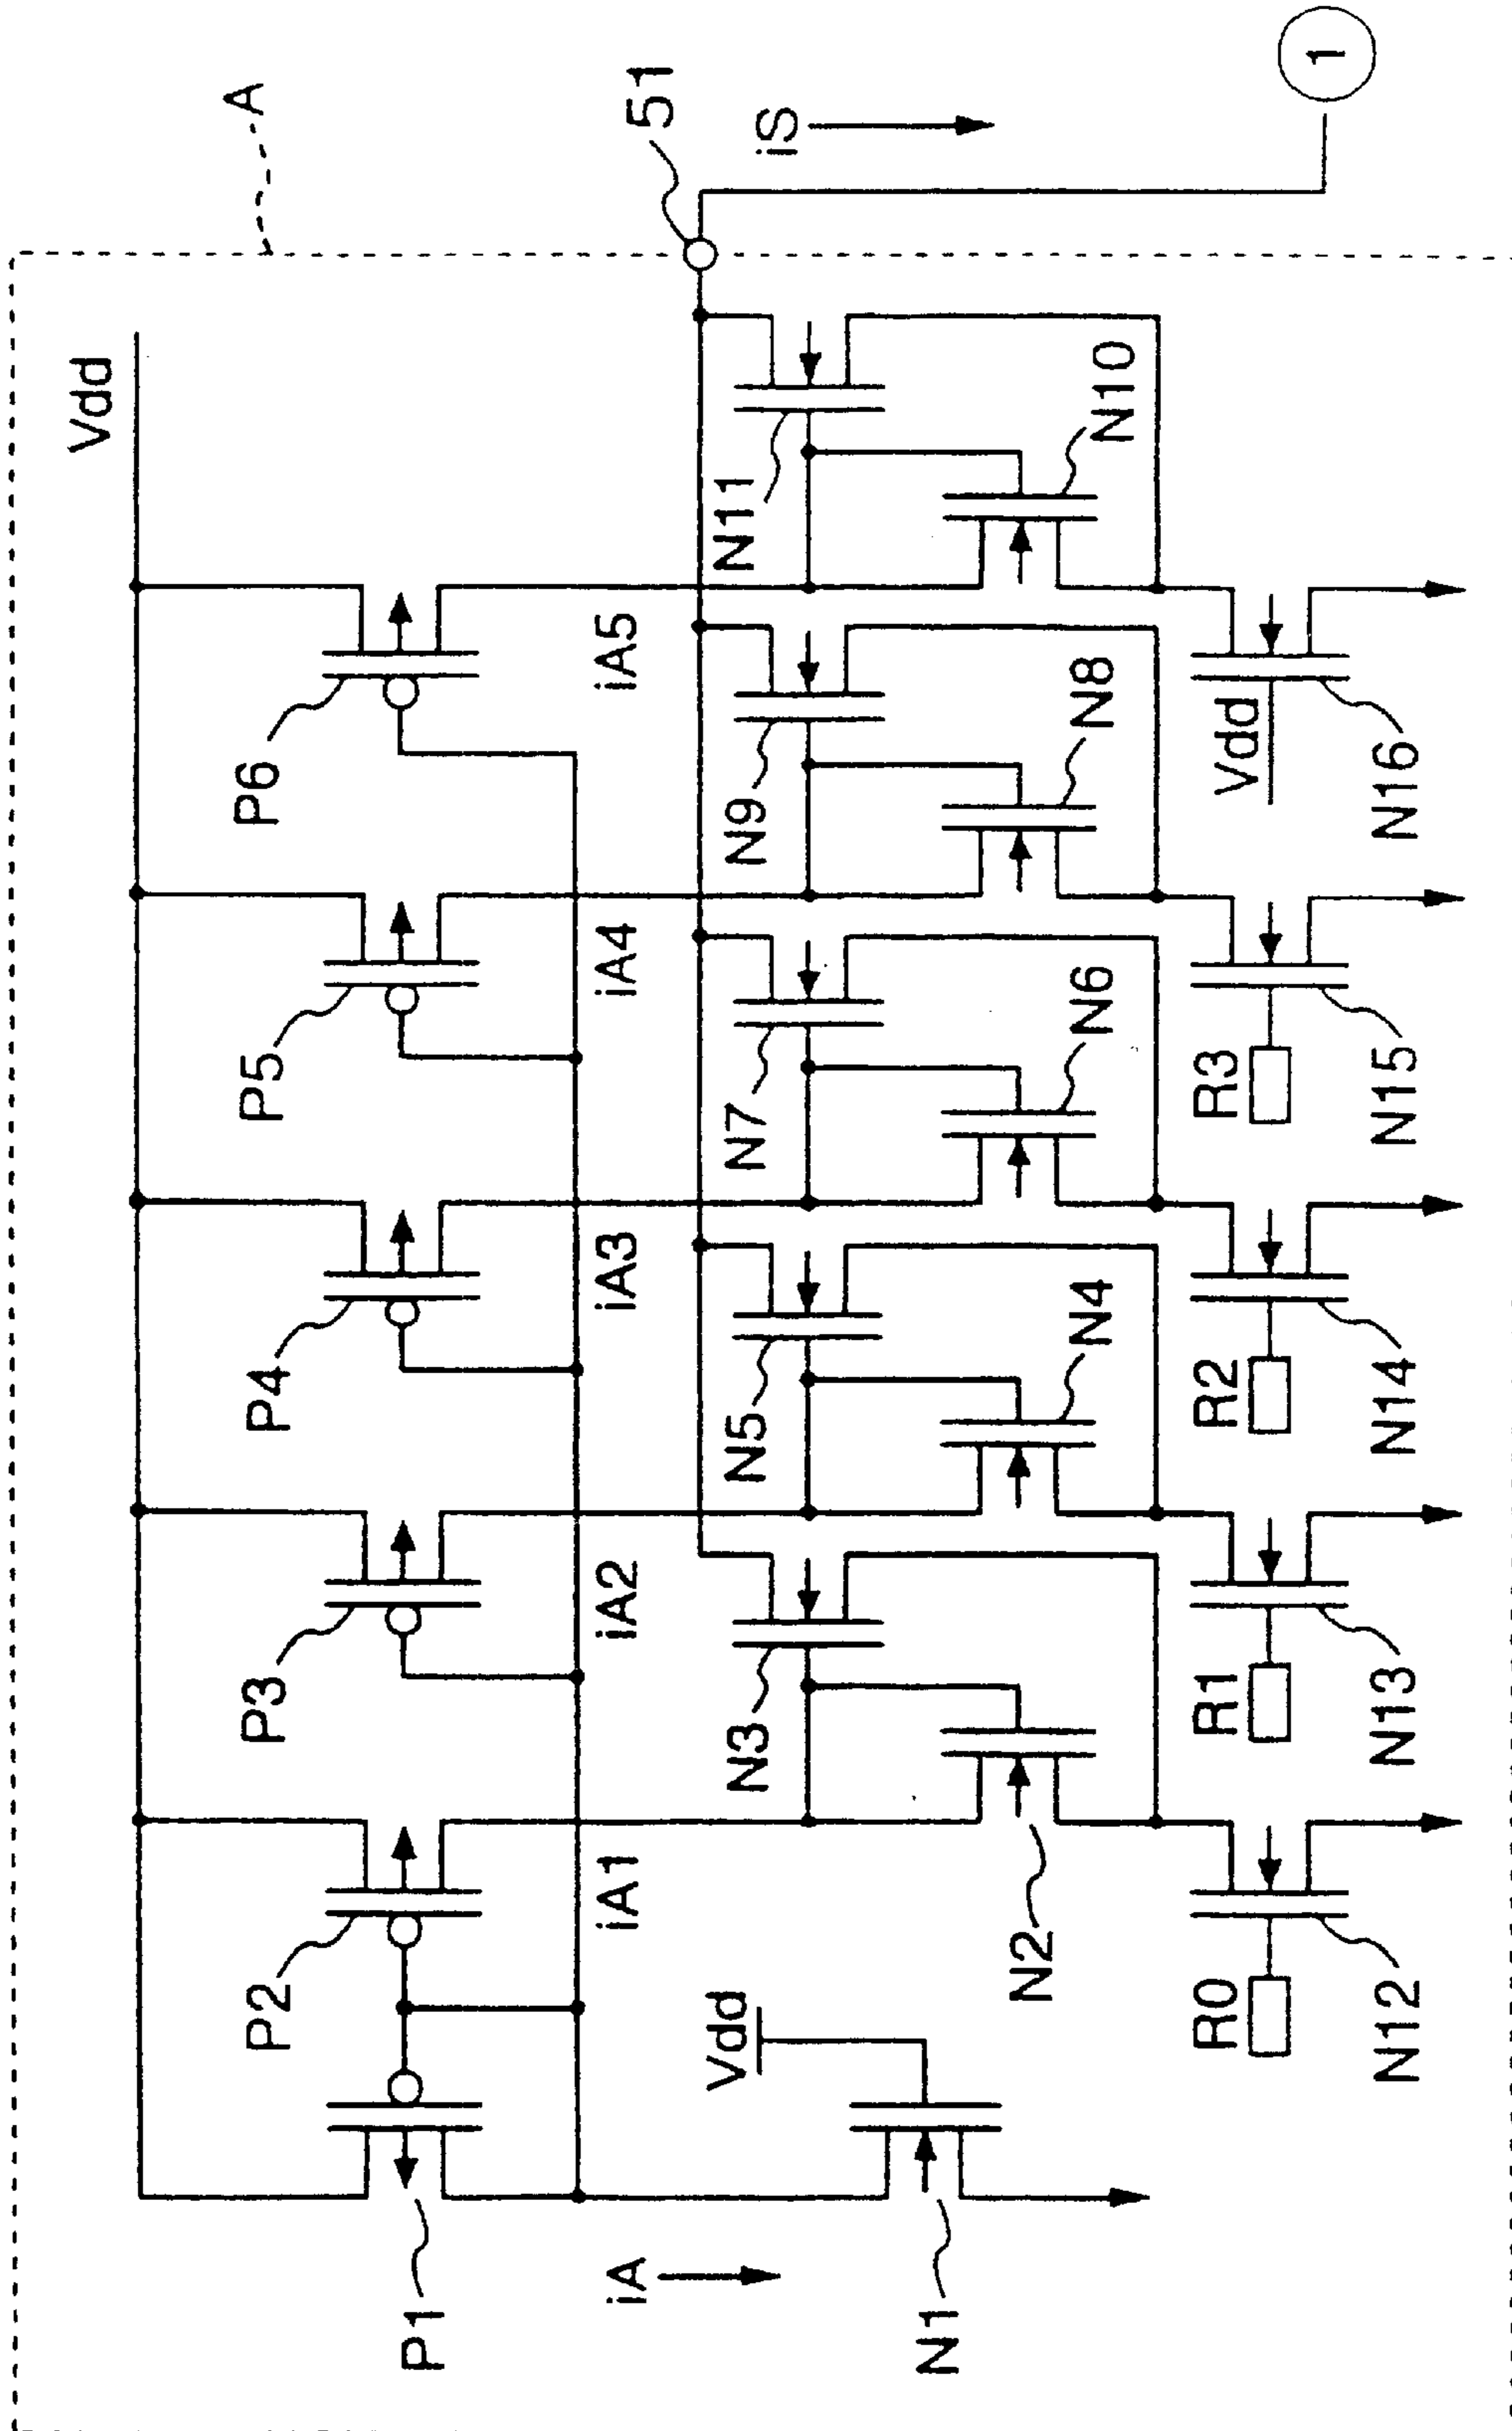 Vdd
A
P2
P3
P4
P5
P6
P1
iA
iA1
iA2
iA3
iA4
iA5
51
Vdd
N3
N5
N7
N9
N11
iS
N1
N2
N4
N6
N8
N10
R0
R1
R2
R3
Vdd
1
N12
N13
N14
N15
N16